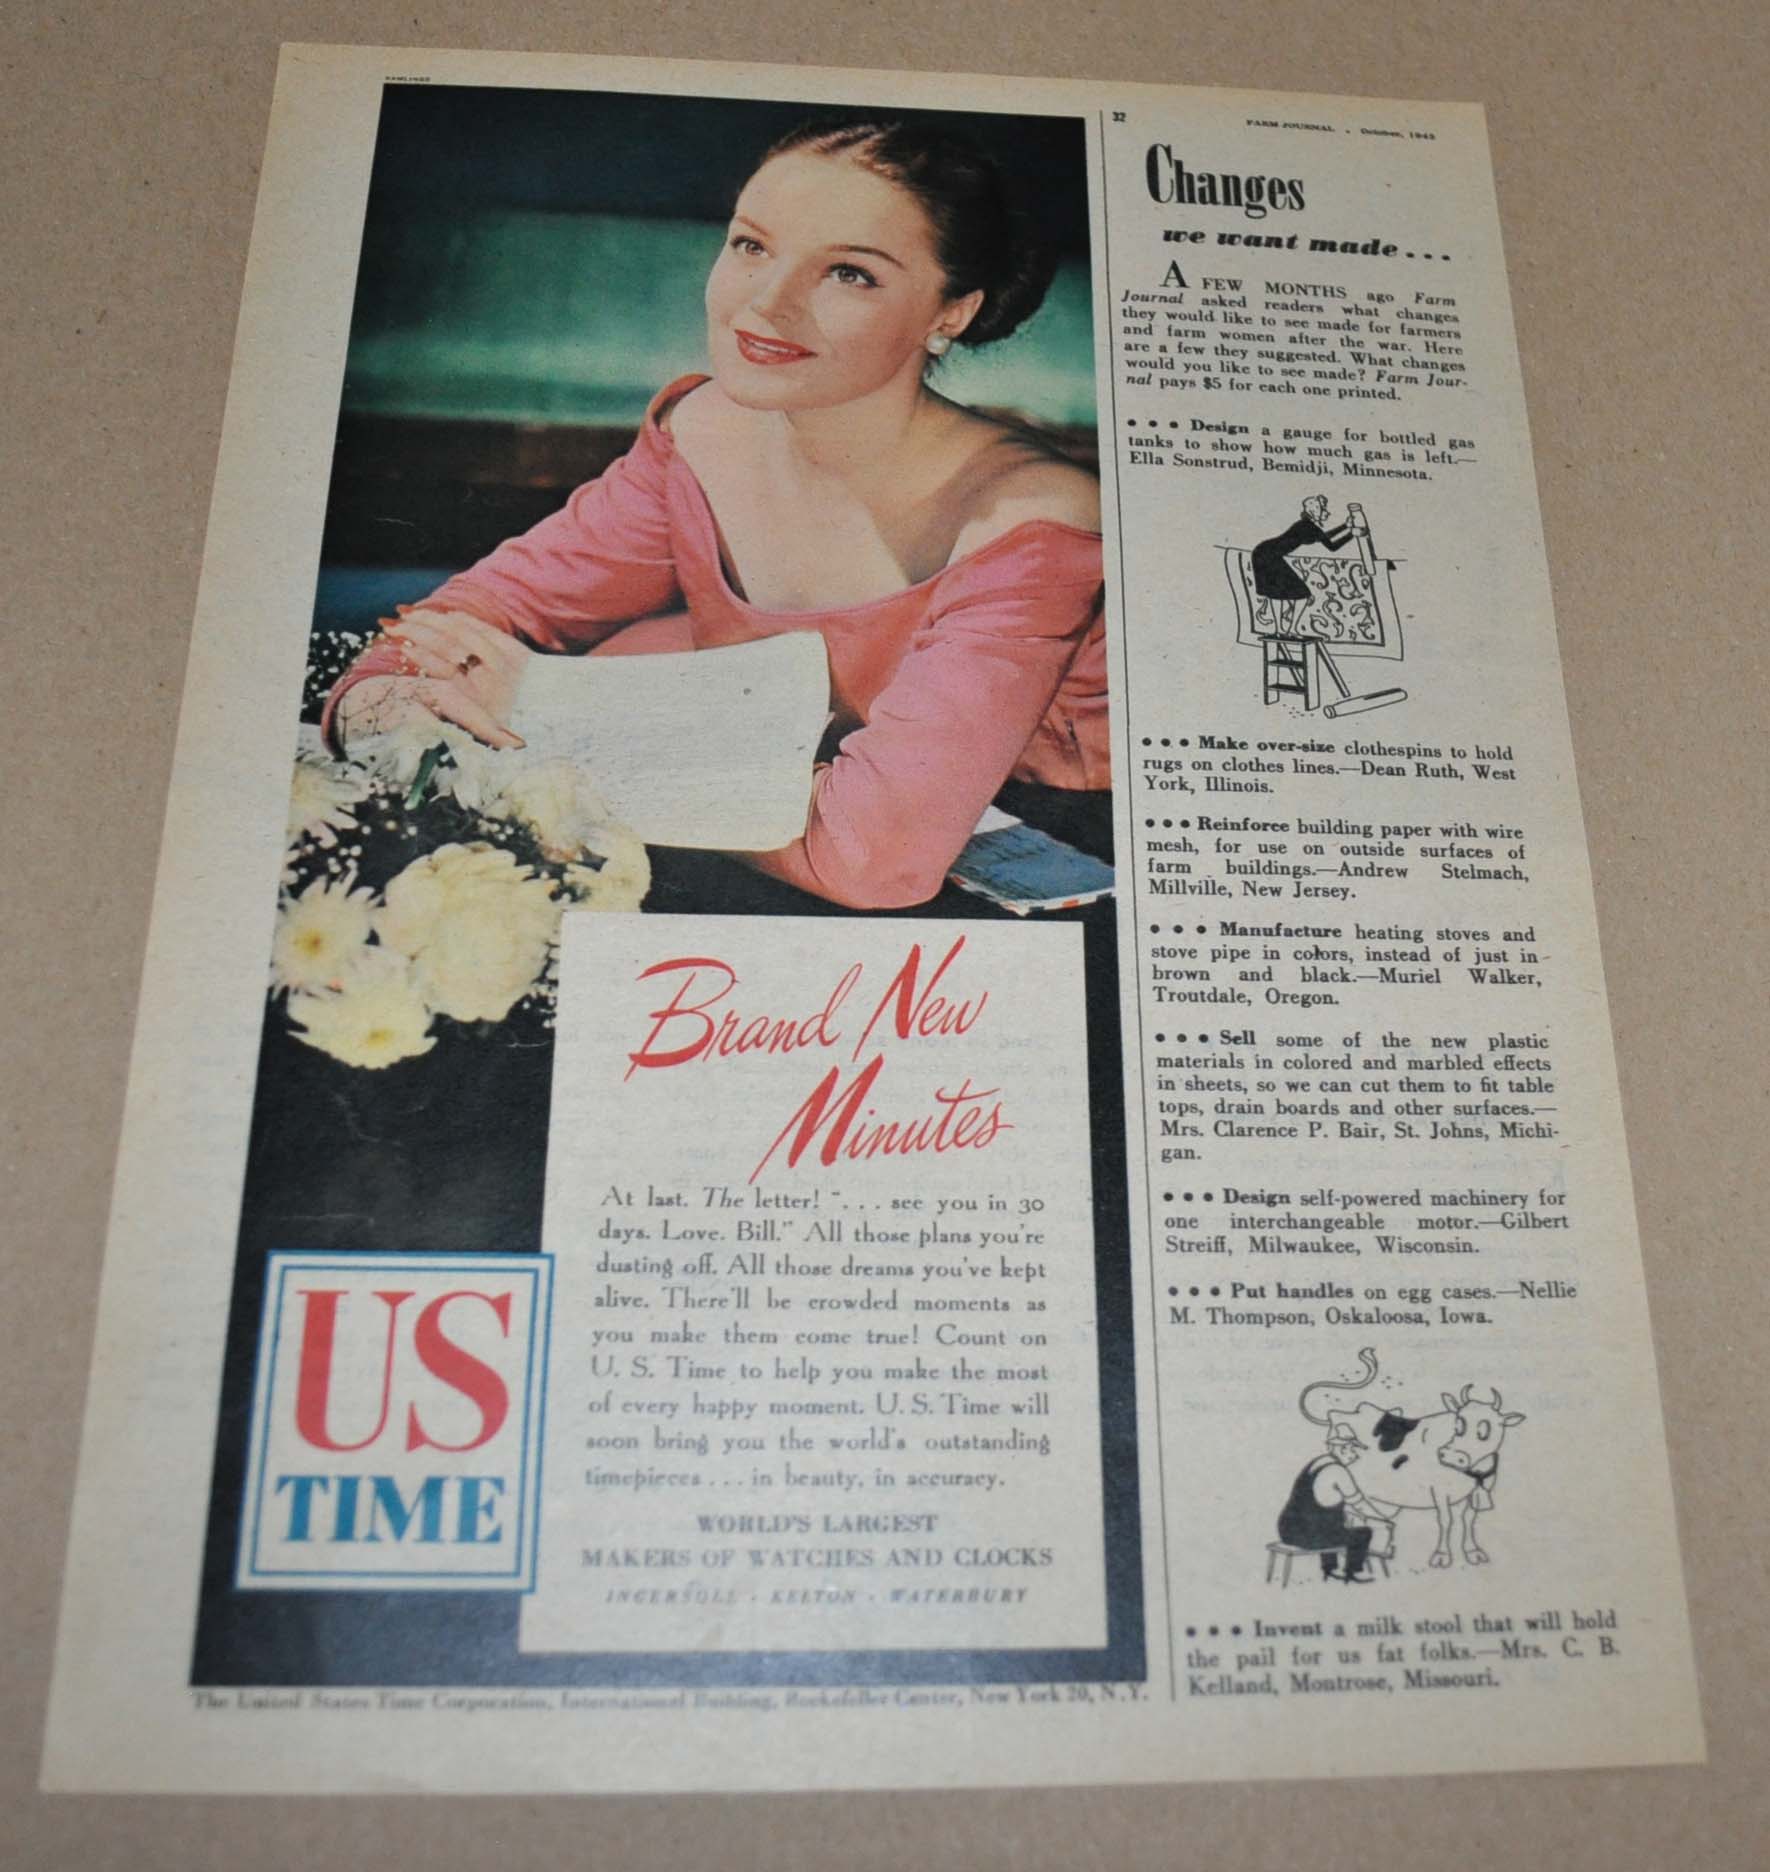 RAWLINGS
Brand New
Minutes
At last. The letter! "... see you in 30
days. Love. Bill." All those plans you're
dusting off. All those dreams you've kept
alive. There'll be crowded moments as
you make them come true! Count on
U. S. Time to help you make the most
of every happy moment. U. S. Time will
soon bring you the world's outstanding
timepieces ... in beauty, in accuracy.
WORLD'S LARGEST
MAKERS OF WATCHES AND CLOCKS
INGERSOLL · KELTON · WATERBURY
US
TIME
The United States Time Corporation, International Building, Rockefeller Center, New York 20, N.Y.
32 FARM JOURNAL • October, 1945
Changes
we want made...
A FEW MONTHS ago Farm
Journal asked readers what changes
they would like to see made for farmers
and farm women after the war. Here
are a few they suggested. What changes
would you like to see made? Farm Jour-
nal pays $5 for each one printed.
• • • Design a gauge for bottled gas
tanks to show how much gas is left.—
Ella Sonstrud, Bemidji, Minnesota.
• • • Make over-size clothespins to hold
rugs on clothes lines.—Dean Ruth, West
York, Illinois.
• • • Reinforce building paper with wire
mesh, for use on outside surfaces of
farm buildings.—Andrew Stelmach,
Millville, New Jersey.
• • • Manufacture heating stoves and
stove pipe in colors, instead of just in
brown and black.—Muriel Walker,
Troutdale, Oregon.
• • • Sell some of the new plastic
materials in colored and marbled effects
in sheets, so we can cut them to fit table
tops, drain boards and other surfaces.—
Mrs. Clarence P. Bair, St. Johns, Michi-
gan.
• • • Design self-powered machinery for
one interchangeable motor.—Gilbert
Streiff, Milwaukee, Wisconsin.
• • • Put handles on egg cases.—Nellie
M. Thompson, Oskaloosa, Iowa.
• • • Invent a milk stool that will hold
the pail for us fat folks.—Mrs. C. B.
Kelland, Montrose, Missouri.